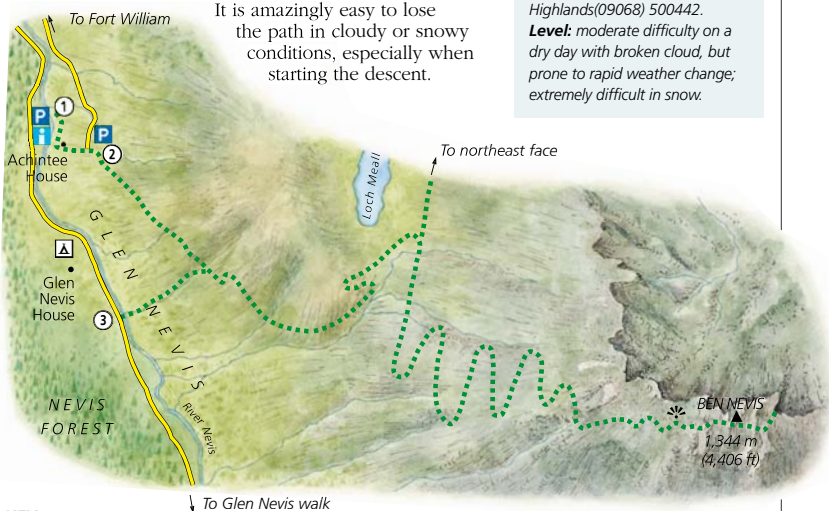 To Fort William
It is amazingly easy to lose
the path in cloudy or snowy
conditions, especially when
starting the descent.
Highlands(09068) 500442.
Level: moderate difficulty on a
dry day with broken cloud, but
prone to rapid weather change;
extremely difficult in snow.
1
P
i
P
2
Achintee
House
To northeast face
Loch Meall
GLEN NEVIS
Glen
Nevis
House
3
NEVIS
FOREST
River Nevis
BEN NEVIS
1,344 m
(4,406 ft)
To Glen Nevis walk